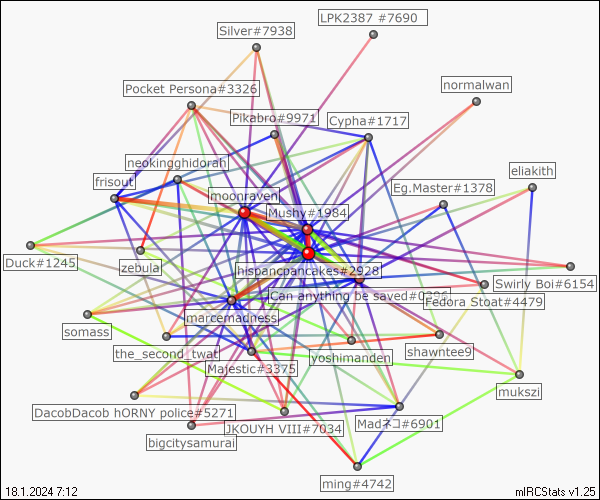 LPK2387 #7690
Silver#7938
normalwan
Pocket Persona#3326
Pikabro#9971
Cypha#1717
neokingghidorah
eliakith
frisout
Eg.Master#1378
moonraven
Mushy#1984
Duck#1245
zebula
hispancpancakes#2928
Swirly Boi#6154
Can anything be saved
Fedora Stoat#4479
marcemadness
somass
the_second_twat
yoshimanden
shawntee9
Majestic#3375
mukszi
DacobDacob hORNY police#5271
JKOUYH VIII#7034
Madネコ#6901
bigcitysamurai
ming#4742
18.1.2024 7:12
mIRCStats v1.25